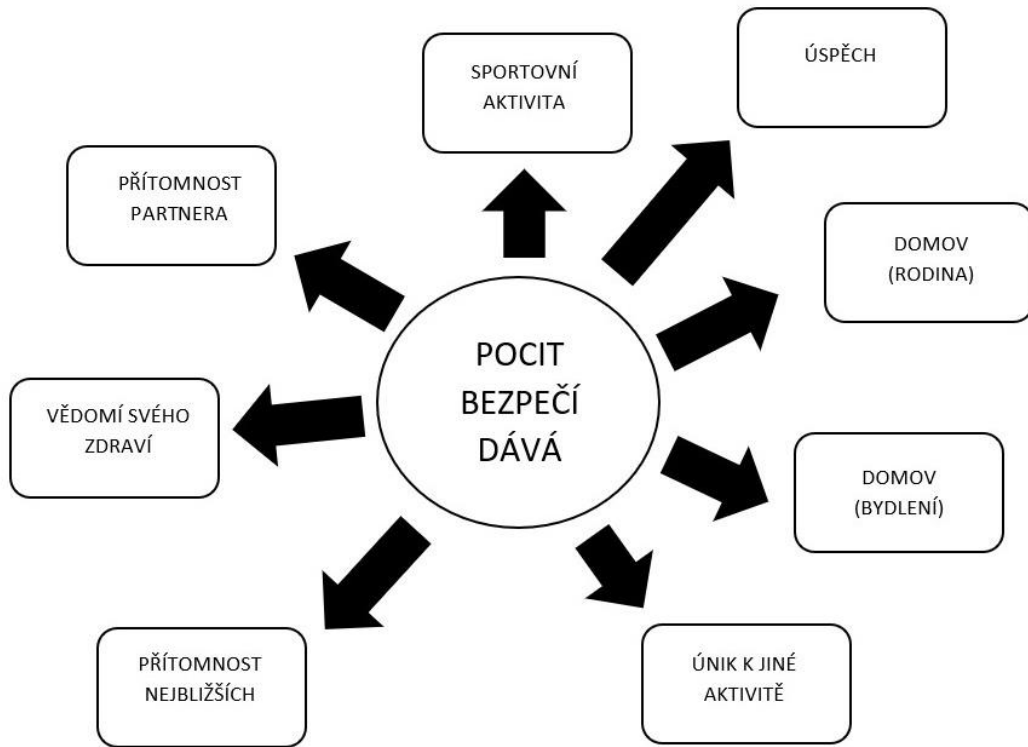 SPORTOVNÍ
AKTIVITA
ÚSPĚCH
PŘÍTOMNOST
PARTNERA
DOMOV
(RODINA)
POCIT
BEZPEČÍ
DÁVÁ
VĚDOMÍ SVÉHO
ZDRAVÍ
DOMOV
(BYDLENÍ)
PŘÍTOMNOST
NEJBLIŽŠÍCH
ÚNIK K JINÉ
AKTIVITĚ